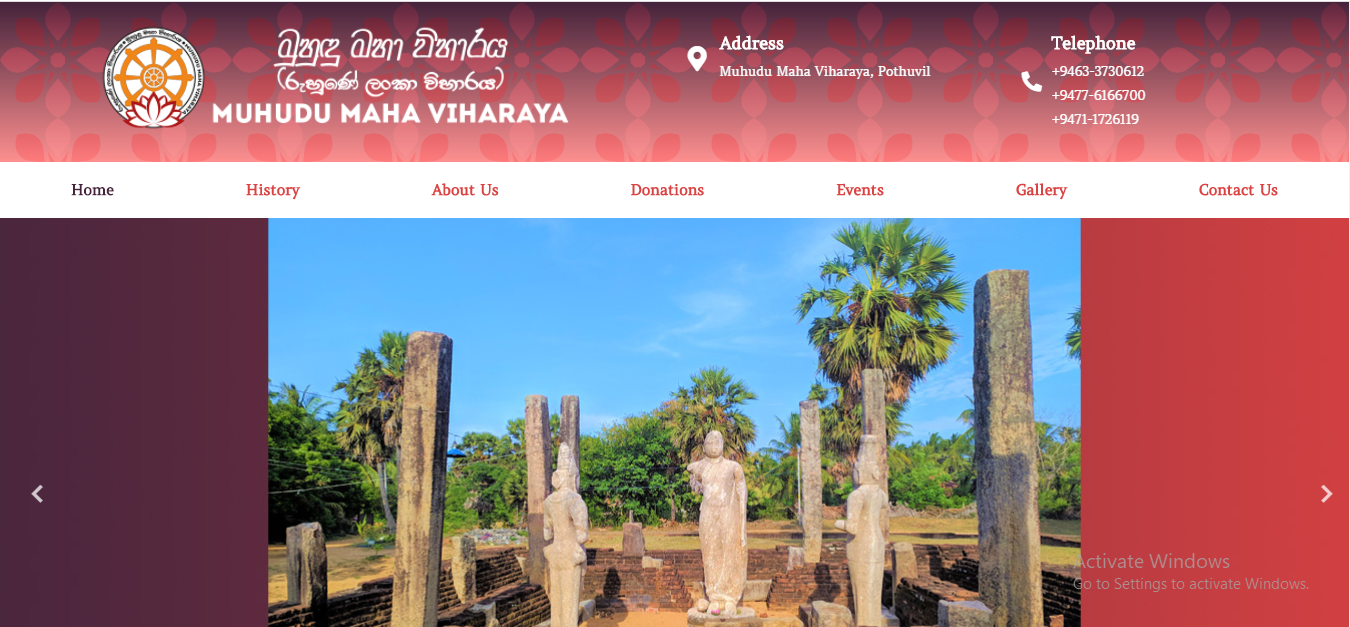 මුහුදු මහා විහාරය
(රුහුණේ ලංකා විහාරය)
MUHUDU MAHA VIHARAYA
Address
Muhudu Maha Viharaya, Pothuvil
Telephone
+9463-3730612
+9477-6166700
+9471-1726119
Home
History
About Us
Donations
Events
Gallery
Contact Us
Activate Windows
Go to Settings to activate Windows.